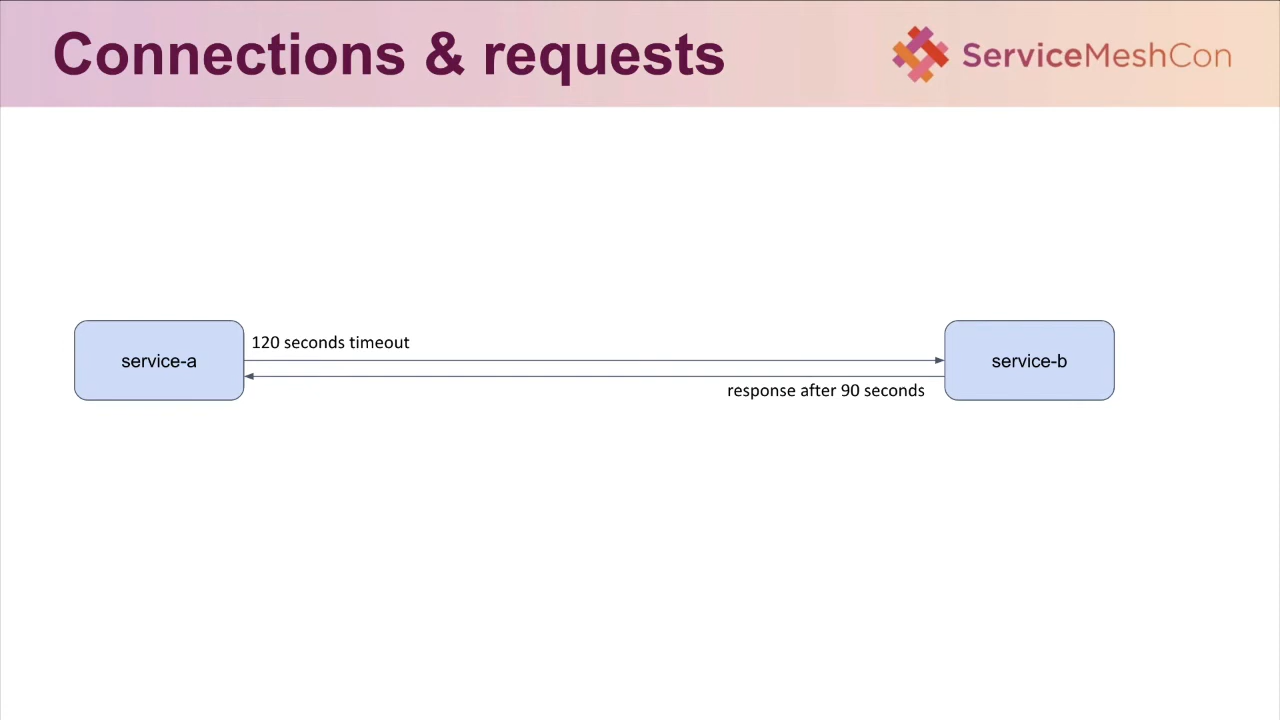 Connections & requests
ServiceMeshCon
120 seconds timeout
service-a
service-b
response after 90 seconds